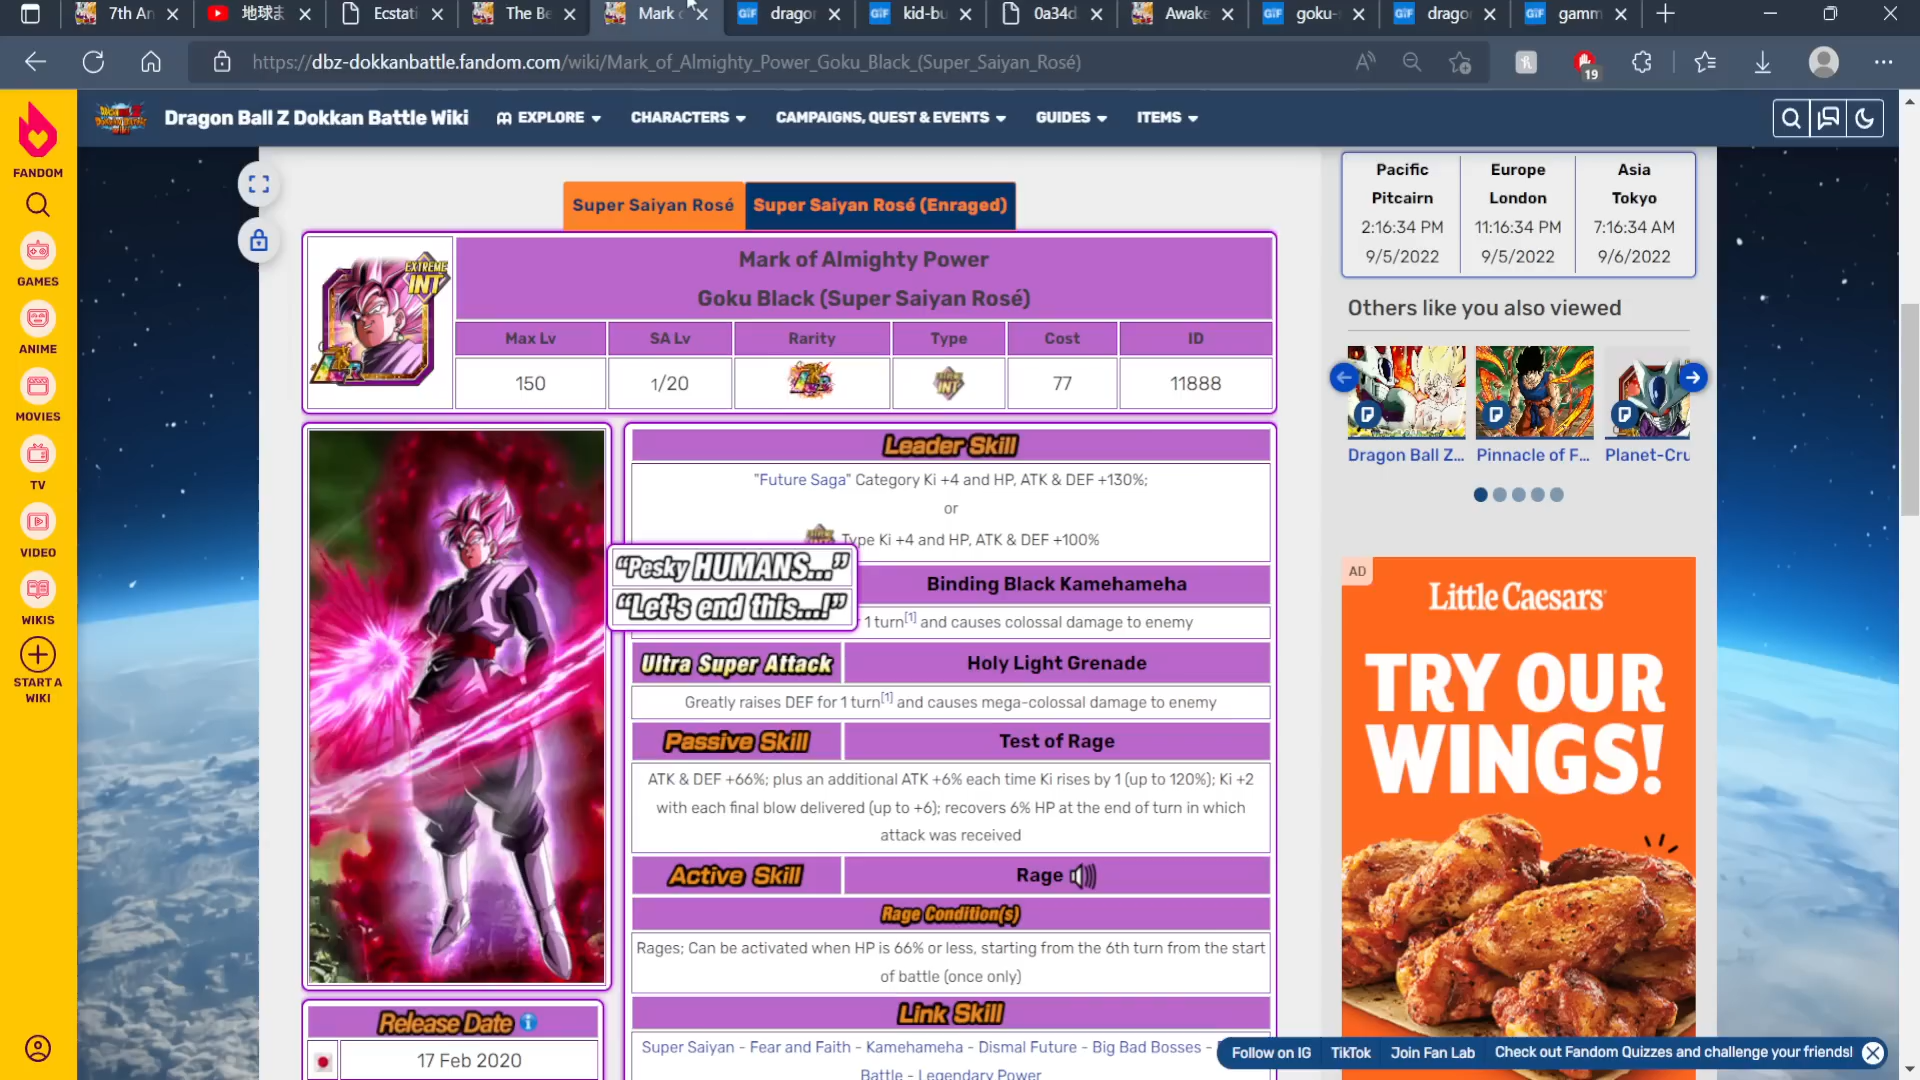 7th An
地球ま
Ecstati
The Be
Mark
drago
kid-bu
0a34d
Awake
goku-
drago
gamm
https://dbz-dokkanbattle.fandom.com/wiki/Mark_of_Almighty_Power_Goku_Black_(Super_Saiyan_Rosé)
19
Dragon Ball Z Dokkan Battle Wiki
EXPLORE
CHARACTERS
CAMPAIGNS, QUEST & EVENTS
GUIDES
ITEMS
FANDOM
GAMES
ANIME
MOVIES
TV
VIDEO
WIKIS
START A
WIKI
Super Saiyan Rosé
Super Saiyan Rosé (Enraged)
EXTREME
INT
LR
Mark of Almighty Power
Goku Black (Super Saiyan Rosé)
Max Lv
SA Lv
Rarity
Type
Cost
ID
150
1/20
LR
EXTREME
INT
77
11888
Leader Skill
"Future Saga" Category Ki +4 and HP, ATK & DEF +130%;
or
Type Ki +4 and HP, ATK & DEF +100%
"Pesky HUMANS..."
"Let's end this...!"
Binding Black Kamehameha
1 turn[1] and causes colossal damage to enemy
Ultra Super Attack
Holy Light Grenade
Greatly raises DEF for 1 turn[1] and causes mega-colossal damage to enemy
Passive Skill
Test of Rage
ATK & DEF +66%; plus an additional ATK +6% each time Ki rises by 1 (up to 120%); Ki +2
with each final blow delivered (up to +6); recovers 6% HP at the end of turn in which
attack was received
Active Skill
Rage
Rage Condition(s)
Rages; Can be activated when HP is 66% or less, starting from the 6th turn from the start
of battle (once only)
Link Skill
Super Saiyan - Fear and Faith - Kamehameha - Dismal Future - Big Bad Bosses -
Battle - Legendary Power
Release Date
17 Feb 2020
Pacific
Pitcairn
2:16:34 PM
9/5/2022
Europe
London
11:16:34 PM
9/5/2022
Asia
Tokyo
7:16:34 AM
9/6/2022
Others like you also viewed
Dragon Ball Z...
Pinnacle of F...
Planet-Cru
AD
Little Caesars
TRY OUR
WINGS!
Follow on IG
TikTok
Join Fan Lab
Check out Fandom Quizzes and challenge your friends!